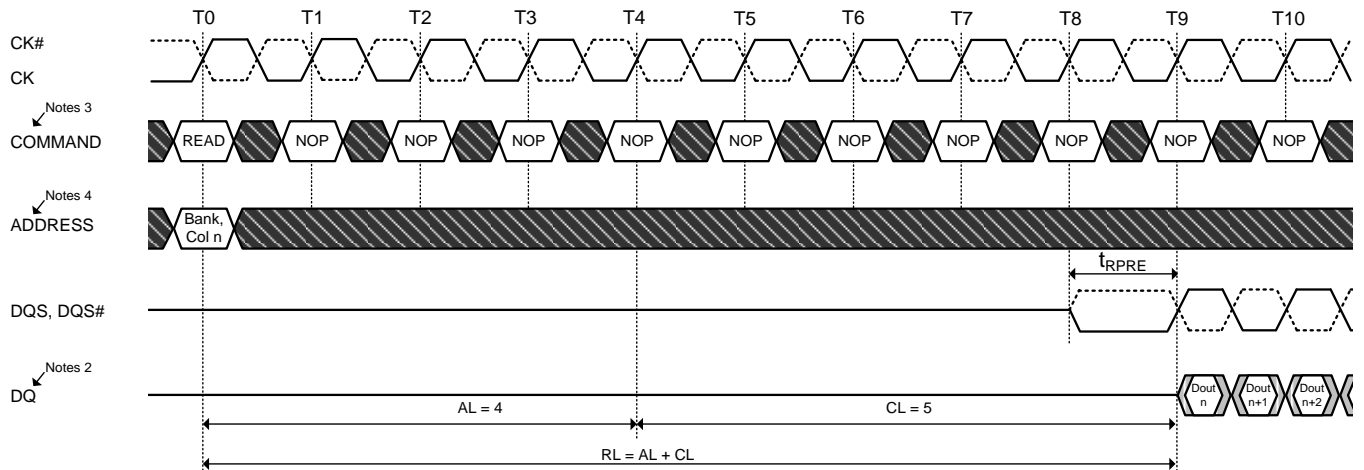 T0 T1 T2 T3 T4 T5 T6 T7 T8 T9 T10
CK#
CK
Notes 3
COMMAND READ NOP NOP NOP NOP NOP NOP NOP NOP NOP NOP
Notes 4
ADDRESS
Bank,
Col n
tRPRE
DQS, DQS#
Notes 2
DQ
Dout
n
Dout
n+1
Dout
n+2
AL = 4
CL = 5
RL = AL + CL